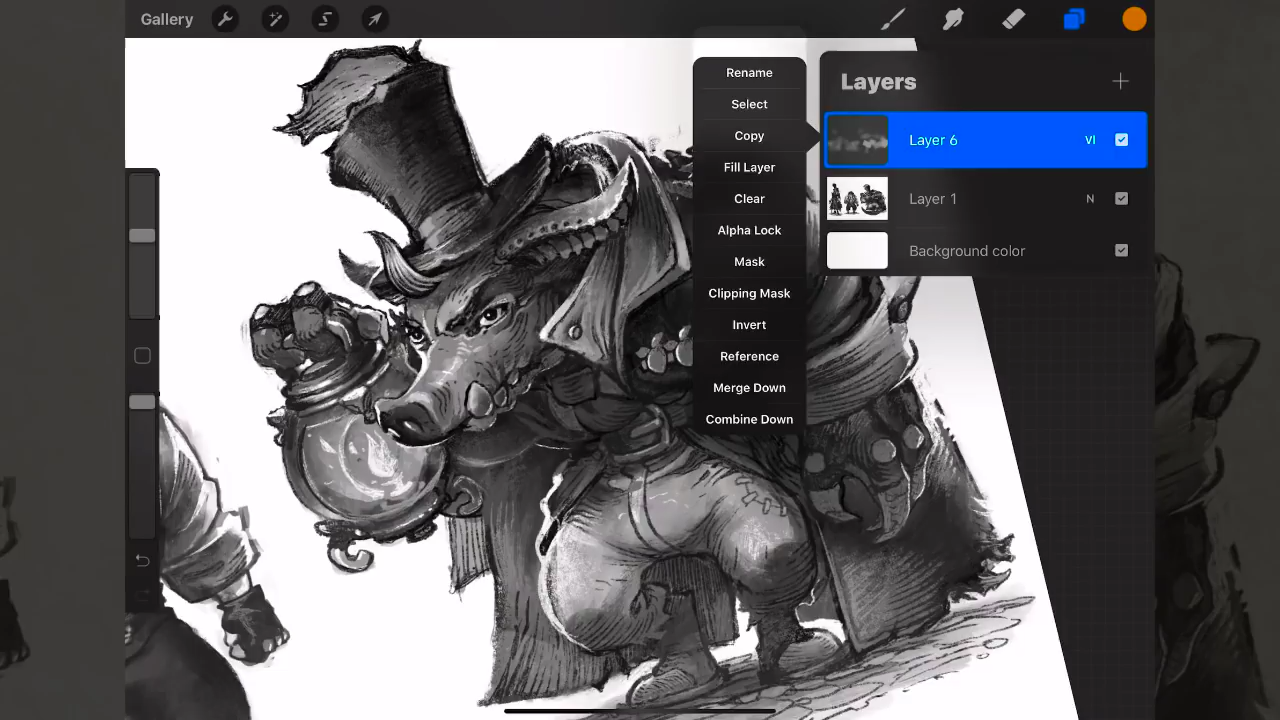 Gallery
Rename
Select
Copy
Fill Layer
Clear
Alpha Lock
Mask
Clipping Mask
Invert
Reference
Merge Down
Combine Down
Layers
Layer 6 VI
Layer 1 N
Background color